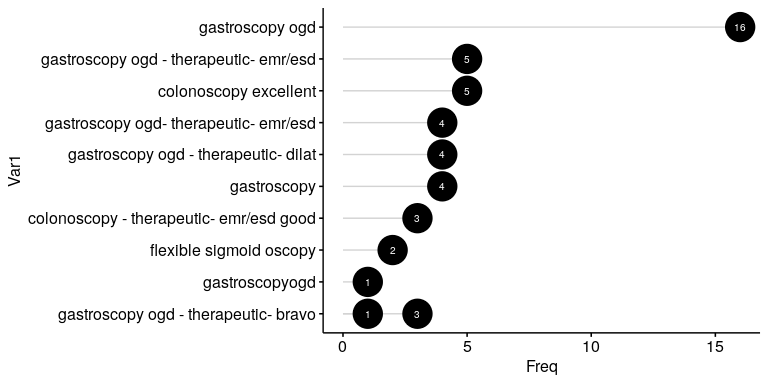 gastroscopy ogd
16
gastroscopy ogd - therapeutic- emr/esd
5
colonoscopy excellent
5
gastroscopy ogd- therapeutic- emr/esd
4
gastroscopy ogd - therapeutic- dilat
4
gastroscopy
4
colonoscopy - therapeutic- emr/esd good
3
flexible sigmoid oscopy
2
gastroscopyogd
1
gastroscopy ogd - therapeutic- bravo
1 3
Var1
0 5 10 15
Freq